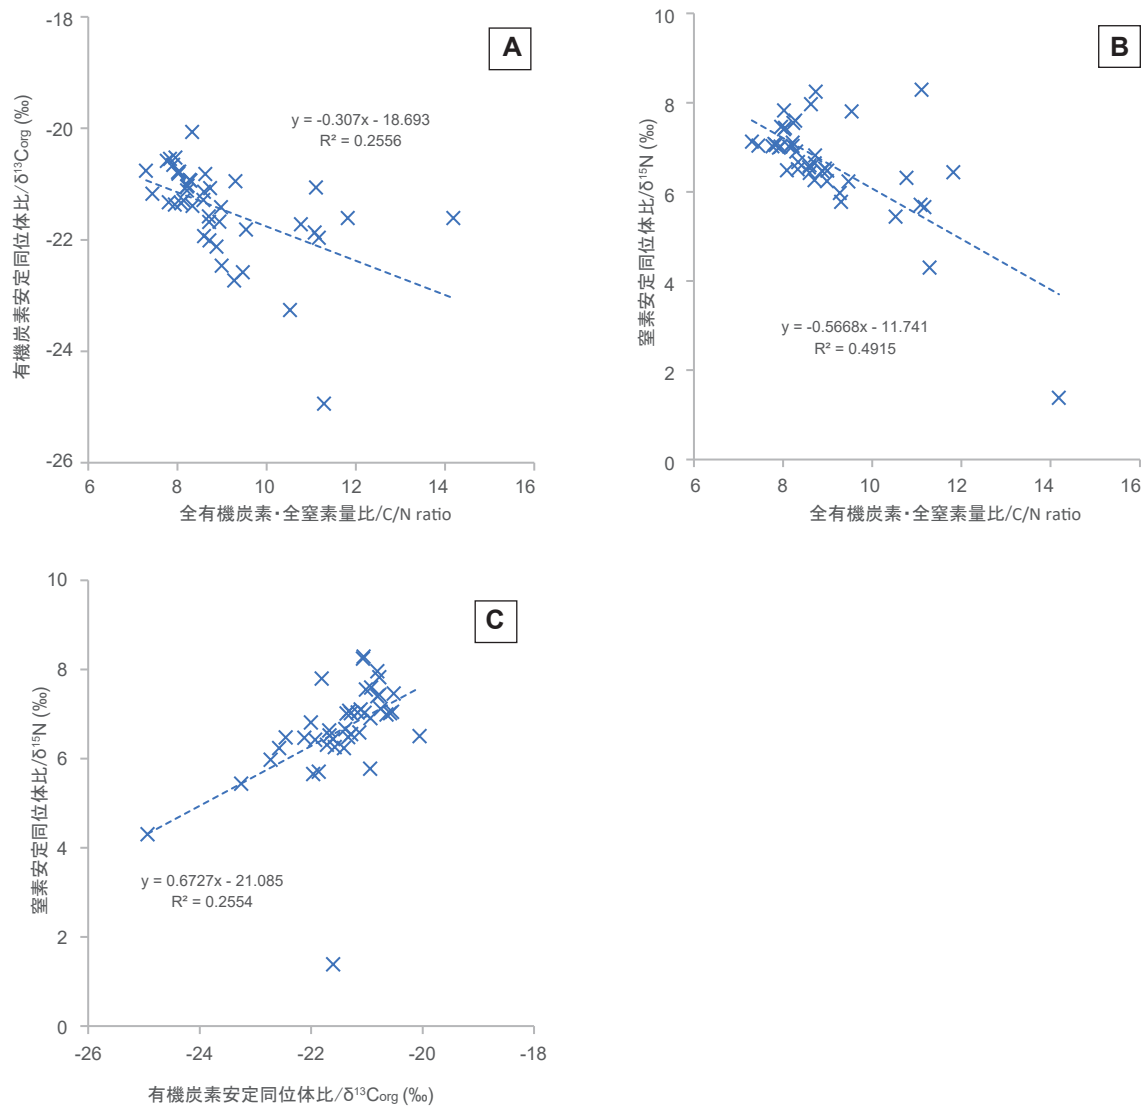 A
-18
-20
-22
-24
-26
6
8
10
12
14
16
有機炭素安定同位体比/δ¹³Corg (‰)
全有機炭素・全窒素量比/C/N ratio
y = -0.307x - 18.693
R² = 0.2556
B
10
8
6
4
2
0
6
8
10
12
14
16
窒素安定同位体比/δ¹⁵N (‰)
全有機炭素・全窒素量比/C/N ratio
y = -0.5668x - 11.741
R² = 0.4915
C
10
8
6
4
2
0
-26
-24
-22
-20
-18
窒素安定同位体比/δ¹⁵N (‰)
有機炭素安定同位体比/δ¹³Corg (‰)
y = 0.6727x - 21.085
R² = 0.2554